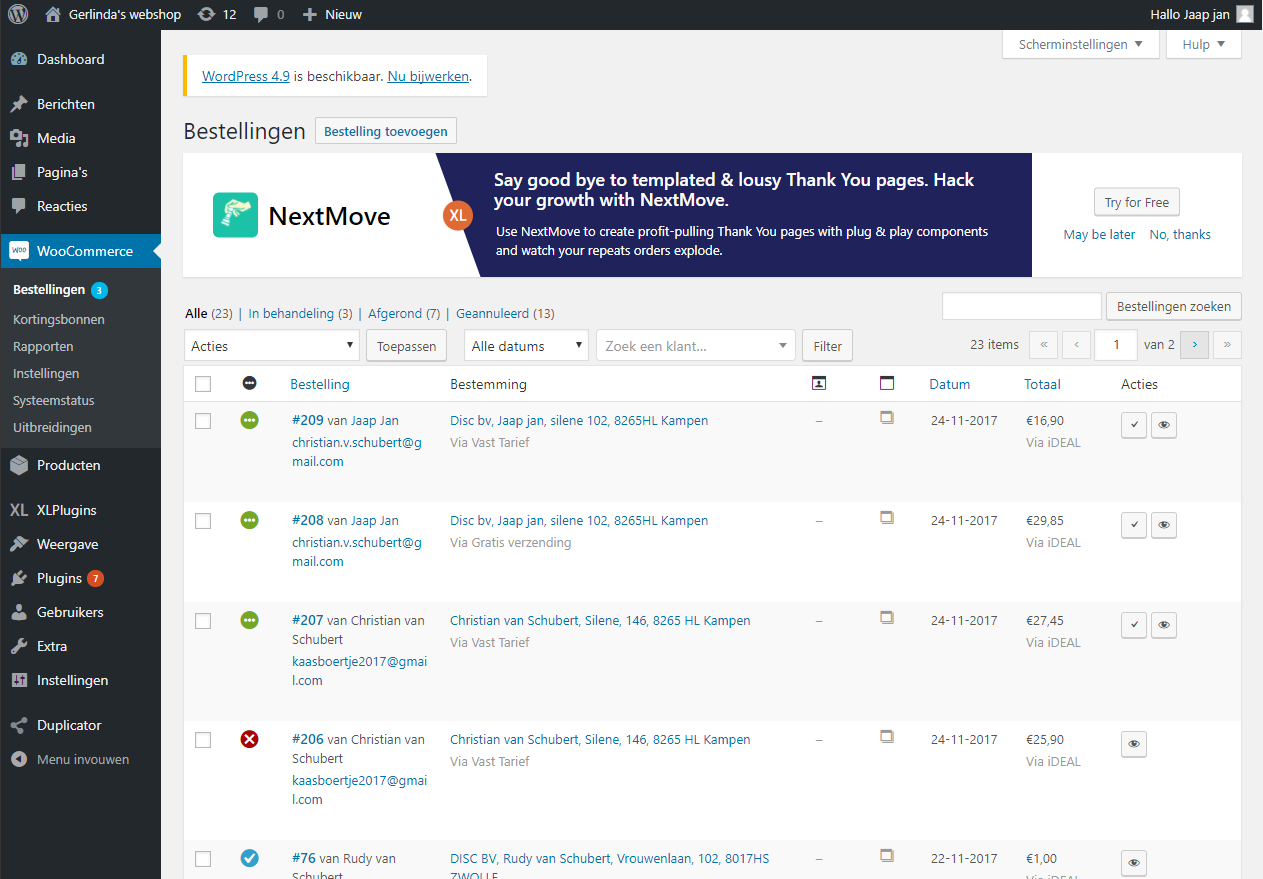 Gerlinda's webshop 12 0 Nieuw Hallo Jaap jan
Scherminstellingen Hulp
Dashboard
Berichten
Media
Pagina's
Reacties
WOO WooCommerce
Bestellingen 3
Kortingsbonnen
Rapporten
Instellingen
Systeemstatus
Uitbreidingen
Producten
XL XLPlugins
Weergave
Plugins 7
Gebruikers
Extra
Instellingen
Duplicator
Menu invouwen
WordPress 4.9 is beschikbaar. Nu bijwerken.
Bestellingen Bestelling toevoegen
NextMove
XL
Say good bye to templated & lousy Thank You pages. Hack
your growth with NextMove.
Use NextMove to create profit-pulling Thank You pages with plug & play components
and watch your repeats orders explode.
Try for Free
May be later No, thanks
Alle (23) | In behandeling (3) | Afgerond (7) | Geannuleerd (13)
Bestellingen zoeken
Acties Toepassen Alle datums Zoek een klant... Filter 23 items « ‹ 1 van 2 › »
Bestelling Bestemming Datum Totaal Acties
#209 van Jaap Jan Disc bv, Jaap jan, silene 102, 8265HL Kampen – 24-11-2017 €16,90
christian.v.schubert@g Via Vast Tarief Via iDEAL
mail.com
#208 van Jaap Jan Disc bv, Jaap jan, silene 102, 8265HL Kampen – 24-11-2017 €29,85
christian.v.schubert@g Via Gratis verzending Via iDEAL
mail.com
#207 van Christian van Christian van Schubert, Silene, 146, 8265 HL Kampen – 24-11-2017 €27,45
Schubert Via Vast Tarief Via iDEAL
kaasboertje2017@gmai
l.com
#206 van Christian van Christian van Schubert, Silene, 146, 8265 HL Kampen – 24-11-2017 €25,90
Schubert Via Vast Tarief Via iDEAL
kaasboertje2017@gmai
l.com
#76 van Rudy van DISC BV, Rudy van Schubert, Vrouwenlaan, 102, 8017HS – 22-11-2017 €1,00
Schubert ZWOLLE Via iDEAL